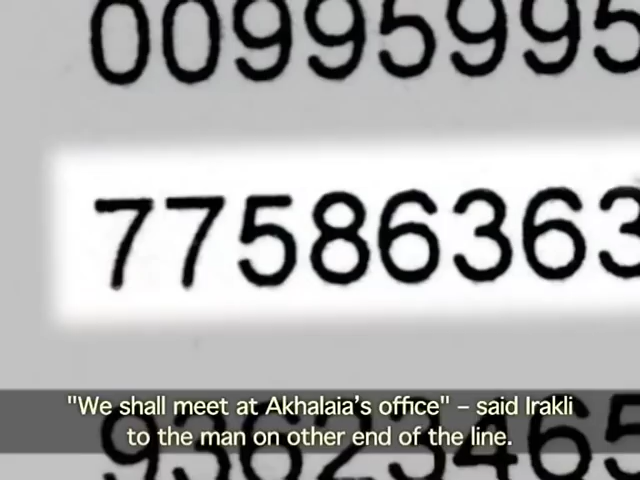 00995995
77586363
"We shall meet at Akhalaia's office" – said Irakli
to the man on other end of the line.
93623465